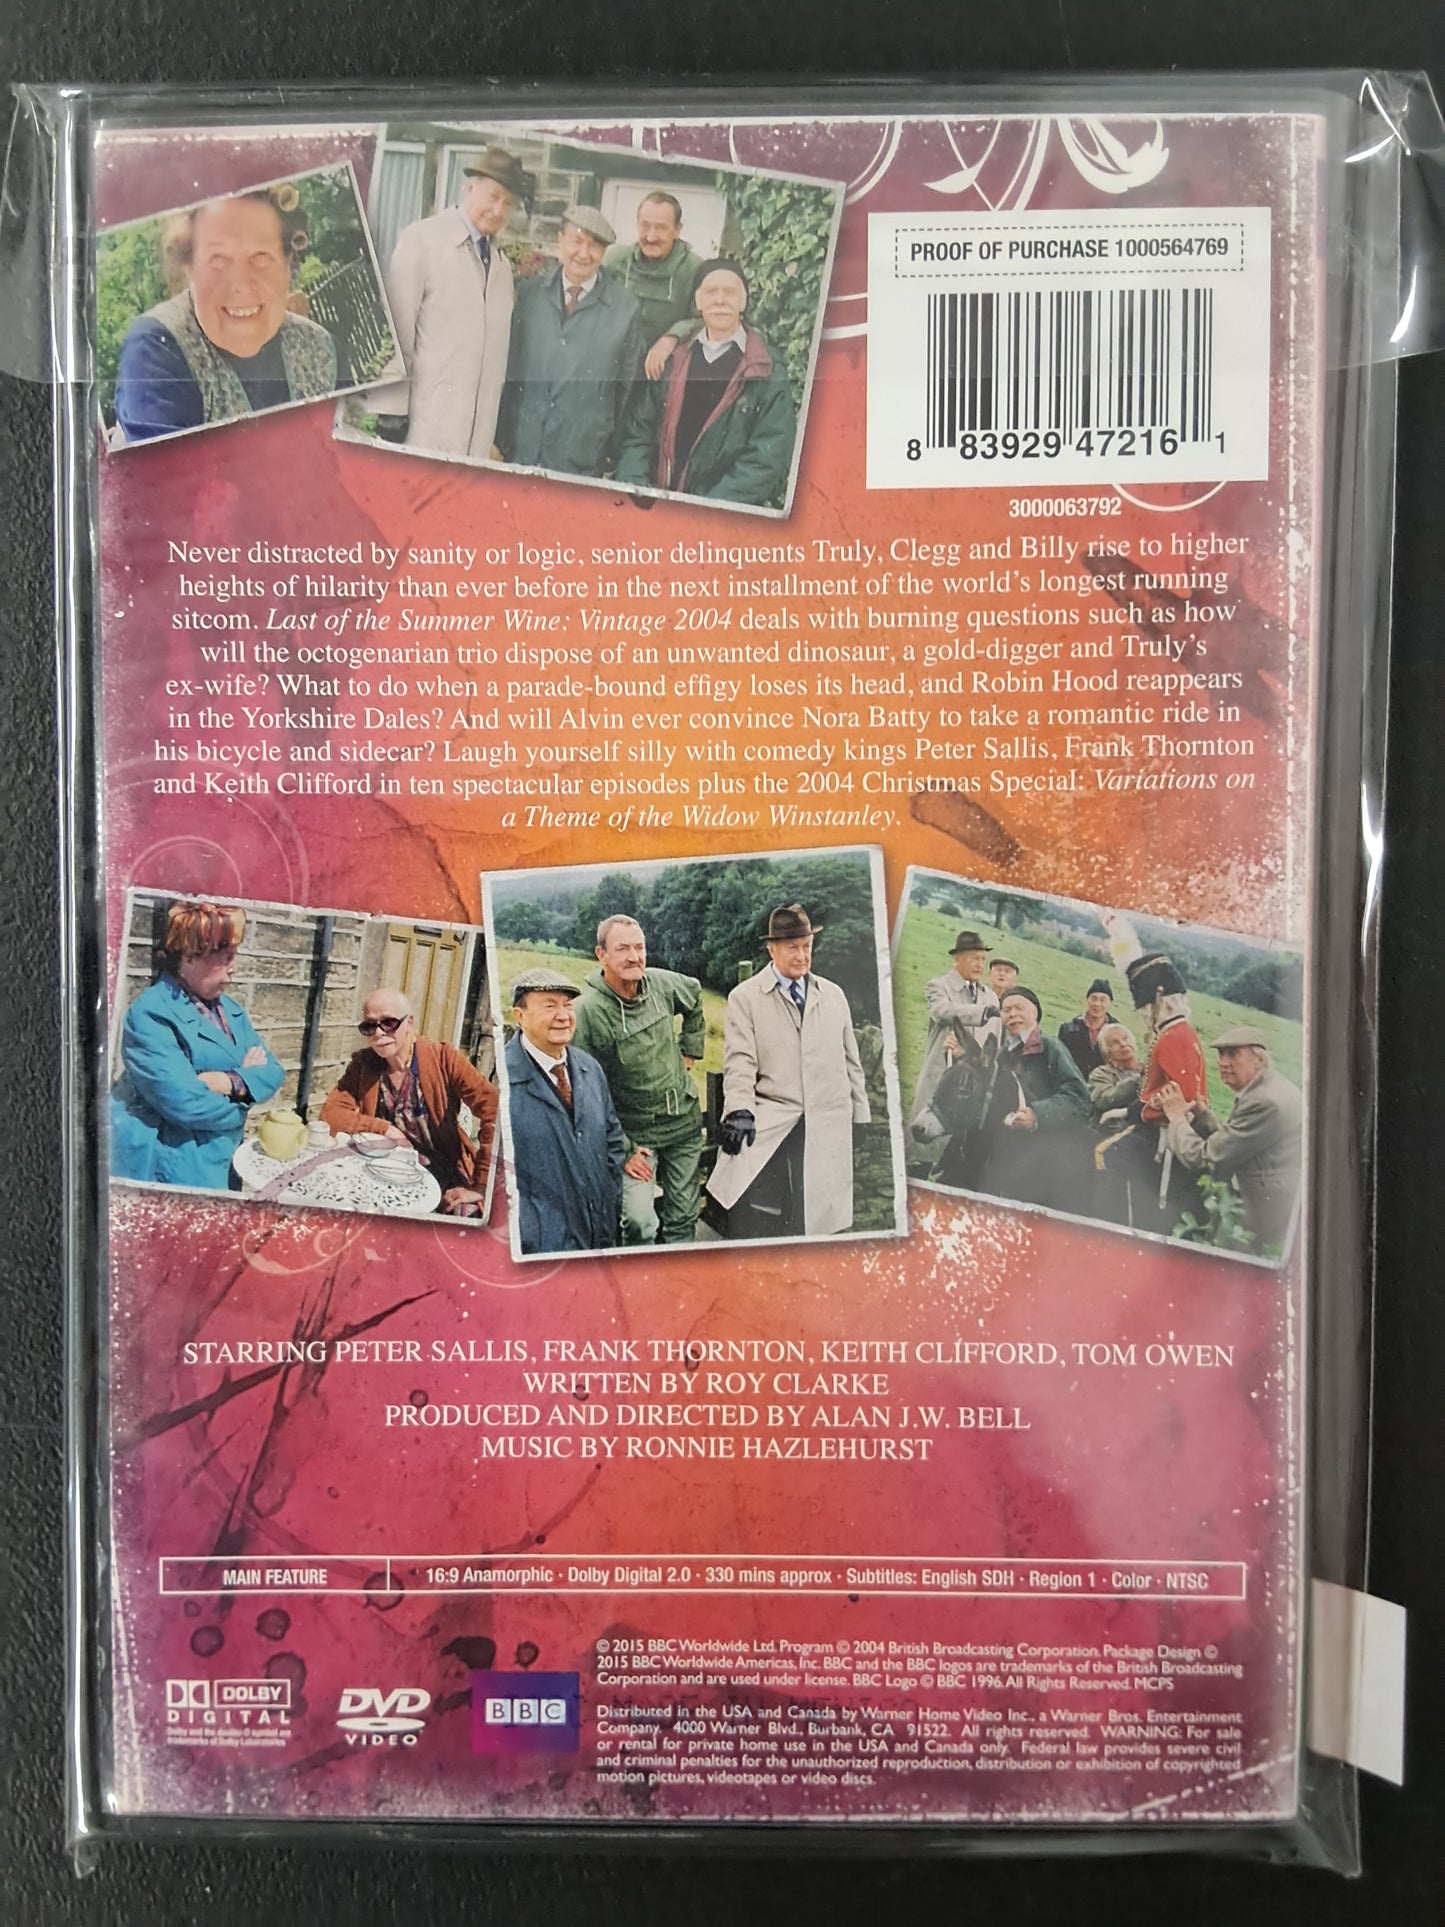 PROOF OF PURCHASE 1000564769
8 83929 47216 1
3000063792
Never distracted by sanity or logic, senior delinquents Truly, Clegg and Billy rise to higher
heights of hilarity than ever before in the next installment of the world's longest running
sitcom. Last of the Summer Wine: Vintage 2004 deals with burning questions such as how
will the octogenarian trio dispose of an unwanted dinosaur, a gold-digger and Truly's
ex-wife? What to do when a parade-bound effigy loses its head, and Robin Hood reappears
in the Yorkshire Dales? And will Alvin ever convince Nora Batty to take a romantic ride in
his bicycle and sidecar? Laugh yourself silly with comedy kings Peter Sallis, Frank Thornton
and Keith Clifford in ten spectacular episodes plus the 2004 Christmas Special: Variations on
a Theme of the Widow Winstanley.
STARRING PETER SALLIS, FRANK THORNTON, KEITH CLIFFORD, TOM OWEN
WRITTEN BY ROY CLARKE
PRODUCED AND DIRECTED BY ALAN J.W. BELL
MUSIC BY RONNIE HAZLEHURST
MAIN FEATURE 16:9 Anamorphic · Dolby Digital 2.0 · 330 mins approx · Subtitles: English SDH · Region 1 · Color · NTSC
DOLBY
DIGITAL
Dolby and the double-D symbol are
trademarks of Dolby Laboratories
DVD
VIDEO
BBC
© 2015 BBC Worldwide Ltd. Program © 2004 British Broadcasting Corporation. Package Design ©
2015 BBC Worldwide Americas, Inc. BBC and the BBC logos are trademarks of the British Broadcasting
Corporation and are used under license. BBC Logo © BBC 1996. All Rights Reserved. MCPS
Distributed in the USA and Canada by Warner Home Video Inc., a Warner Bros. Entertainment
Company. 4000 Warner Blvd., Burbank, CA 91522. All rights reserved. WARNING: For sale
or rental for private home use in the USA and Canada only. Federal law provides severe civil
and criminal penalties for the unauthorized reproduction, distribution or exhibition of copyrighted
motion pictures, videotapes or video discs.